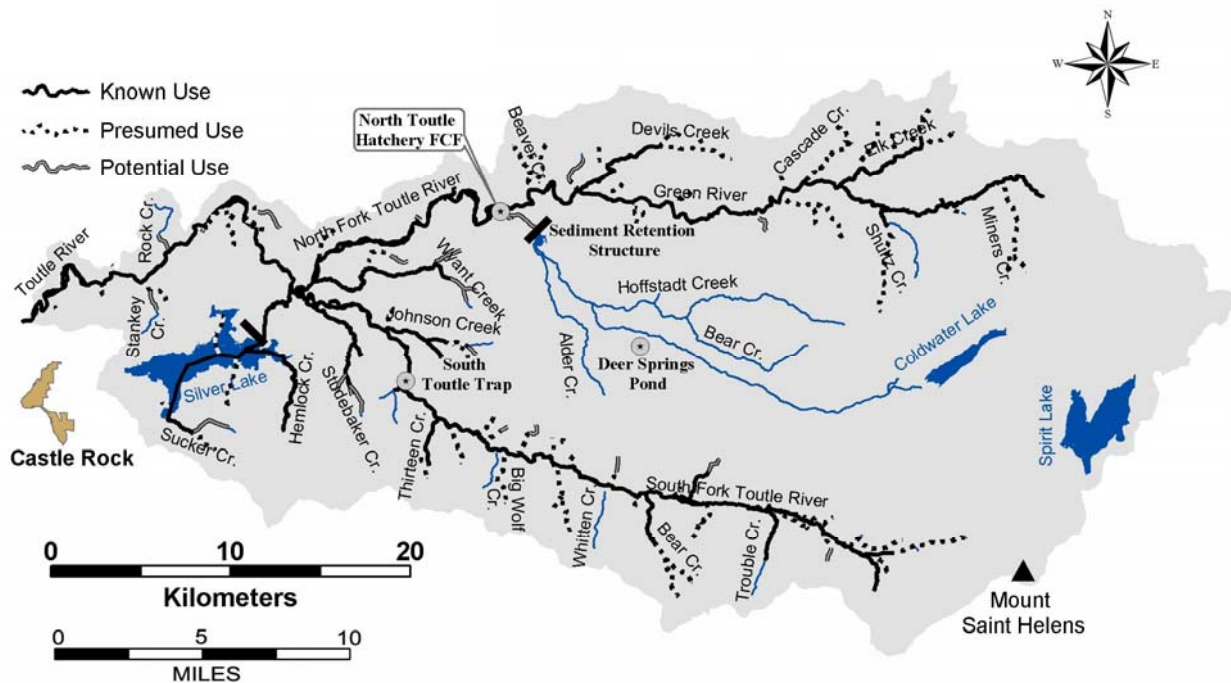 N
W
E
S
Known Use
Presumed Use
Potential Use
North Toutle
Hatchery FCF
Beaver Cr.
Devils Creek
Cascade Cr.
Elk Creek
Green River
North Fork Toutle River
Rock Cr.
Toutle River
Sediment Retention
Structure
Wyant Creek
Shultz Cr.
Miners Cr.
Hoffstadt Creek
Stankey
Cr.
Johnson Creek
Bear Cr.
Coldwater Lake
Alder Cr.
Deer Springs
Pond
South
Toutle Trap
Silver Lake
Spirit Lake
Hemlock Cr.
Studebaker Cr.
Castle Rock
Sucker Cr.
Thirteen Cr.
Big Wolf
Cr.
Whitten Cr.
South Fork Toutle River
Bear Cr.
Trouble Cr.
0 10 20
Kilometers
Mount
Saint Helens
0 5 10
MILES